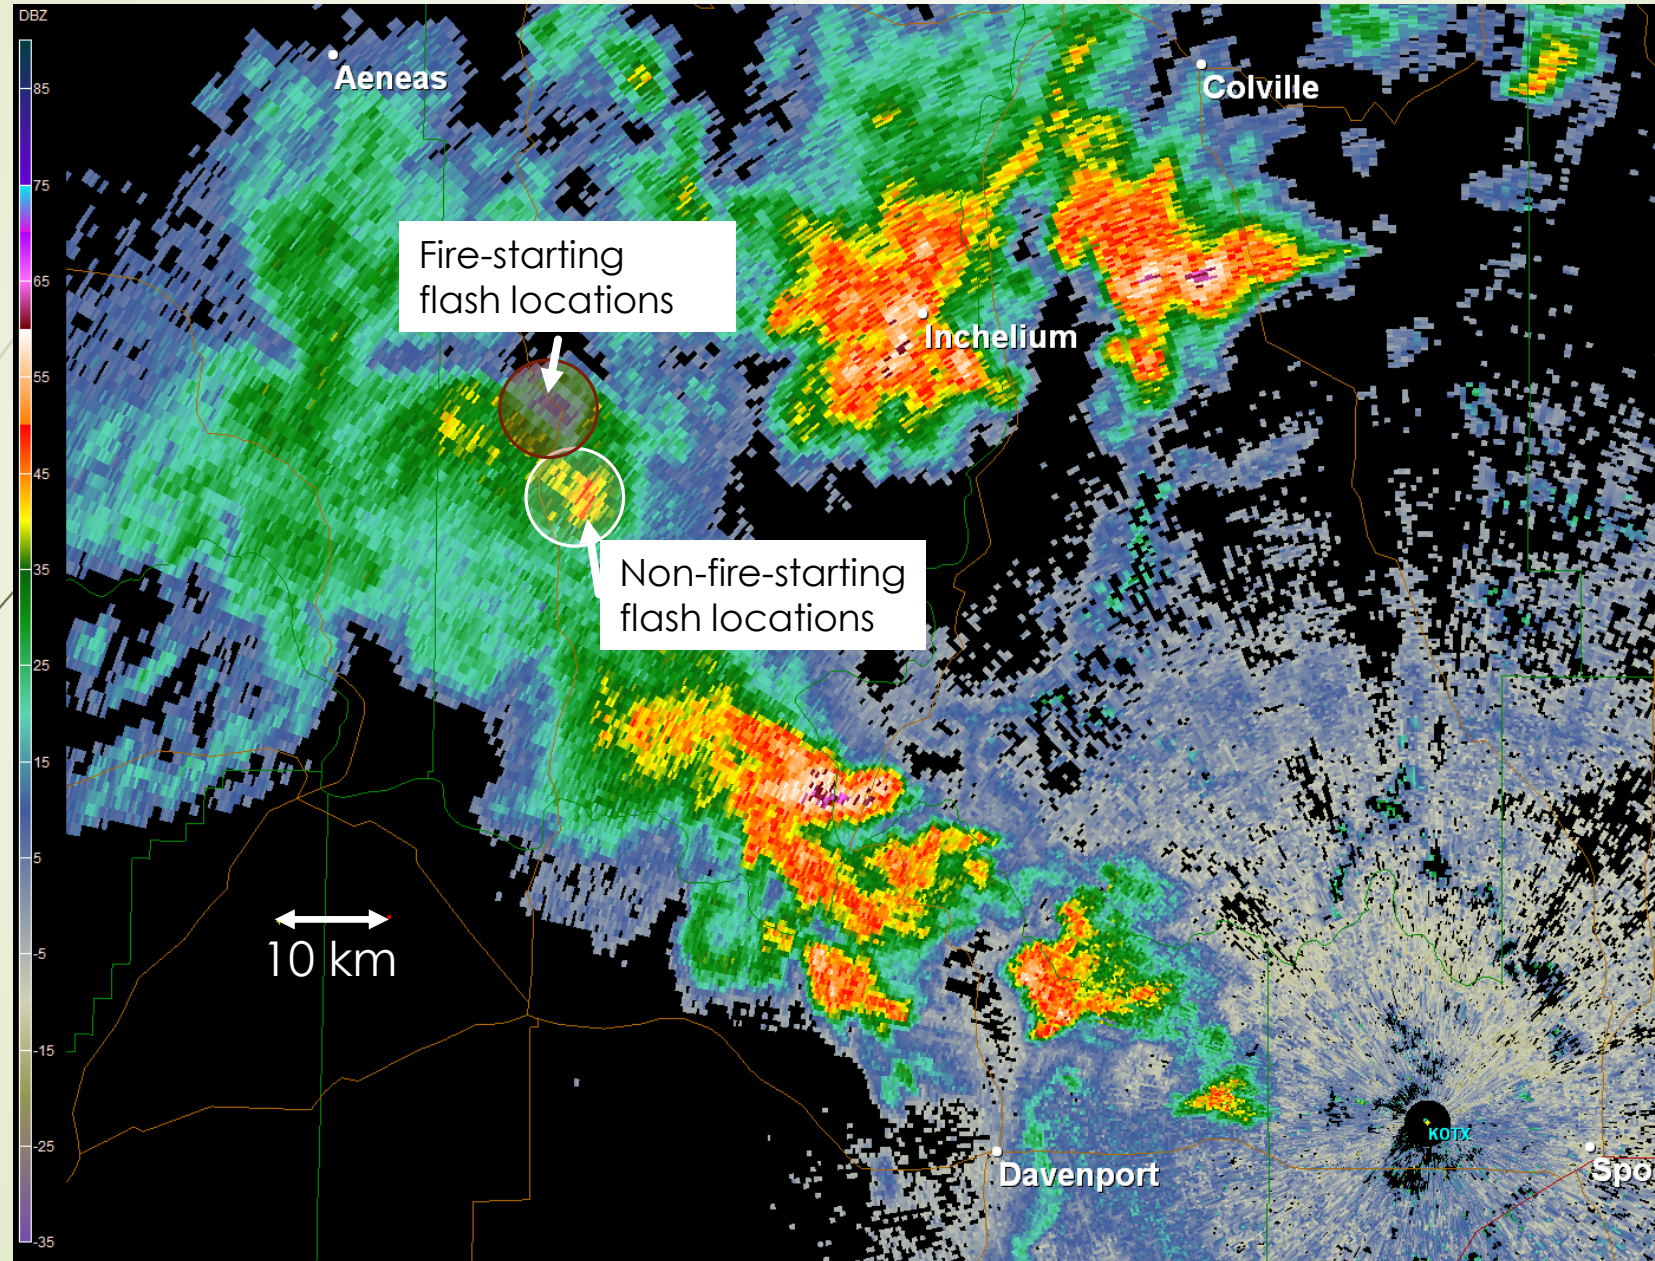 DBZ
85
75
65
55
45
35
25
15
5
-5
-15
-25
-35
Aeneas
Colville
Fire-starting
flash locations
Inchelium
Non-fire-starting
flash locations
10 km
KOTX
Davenport
Spo